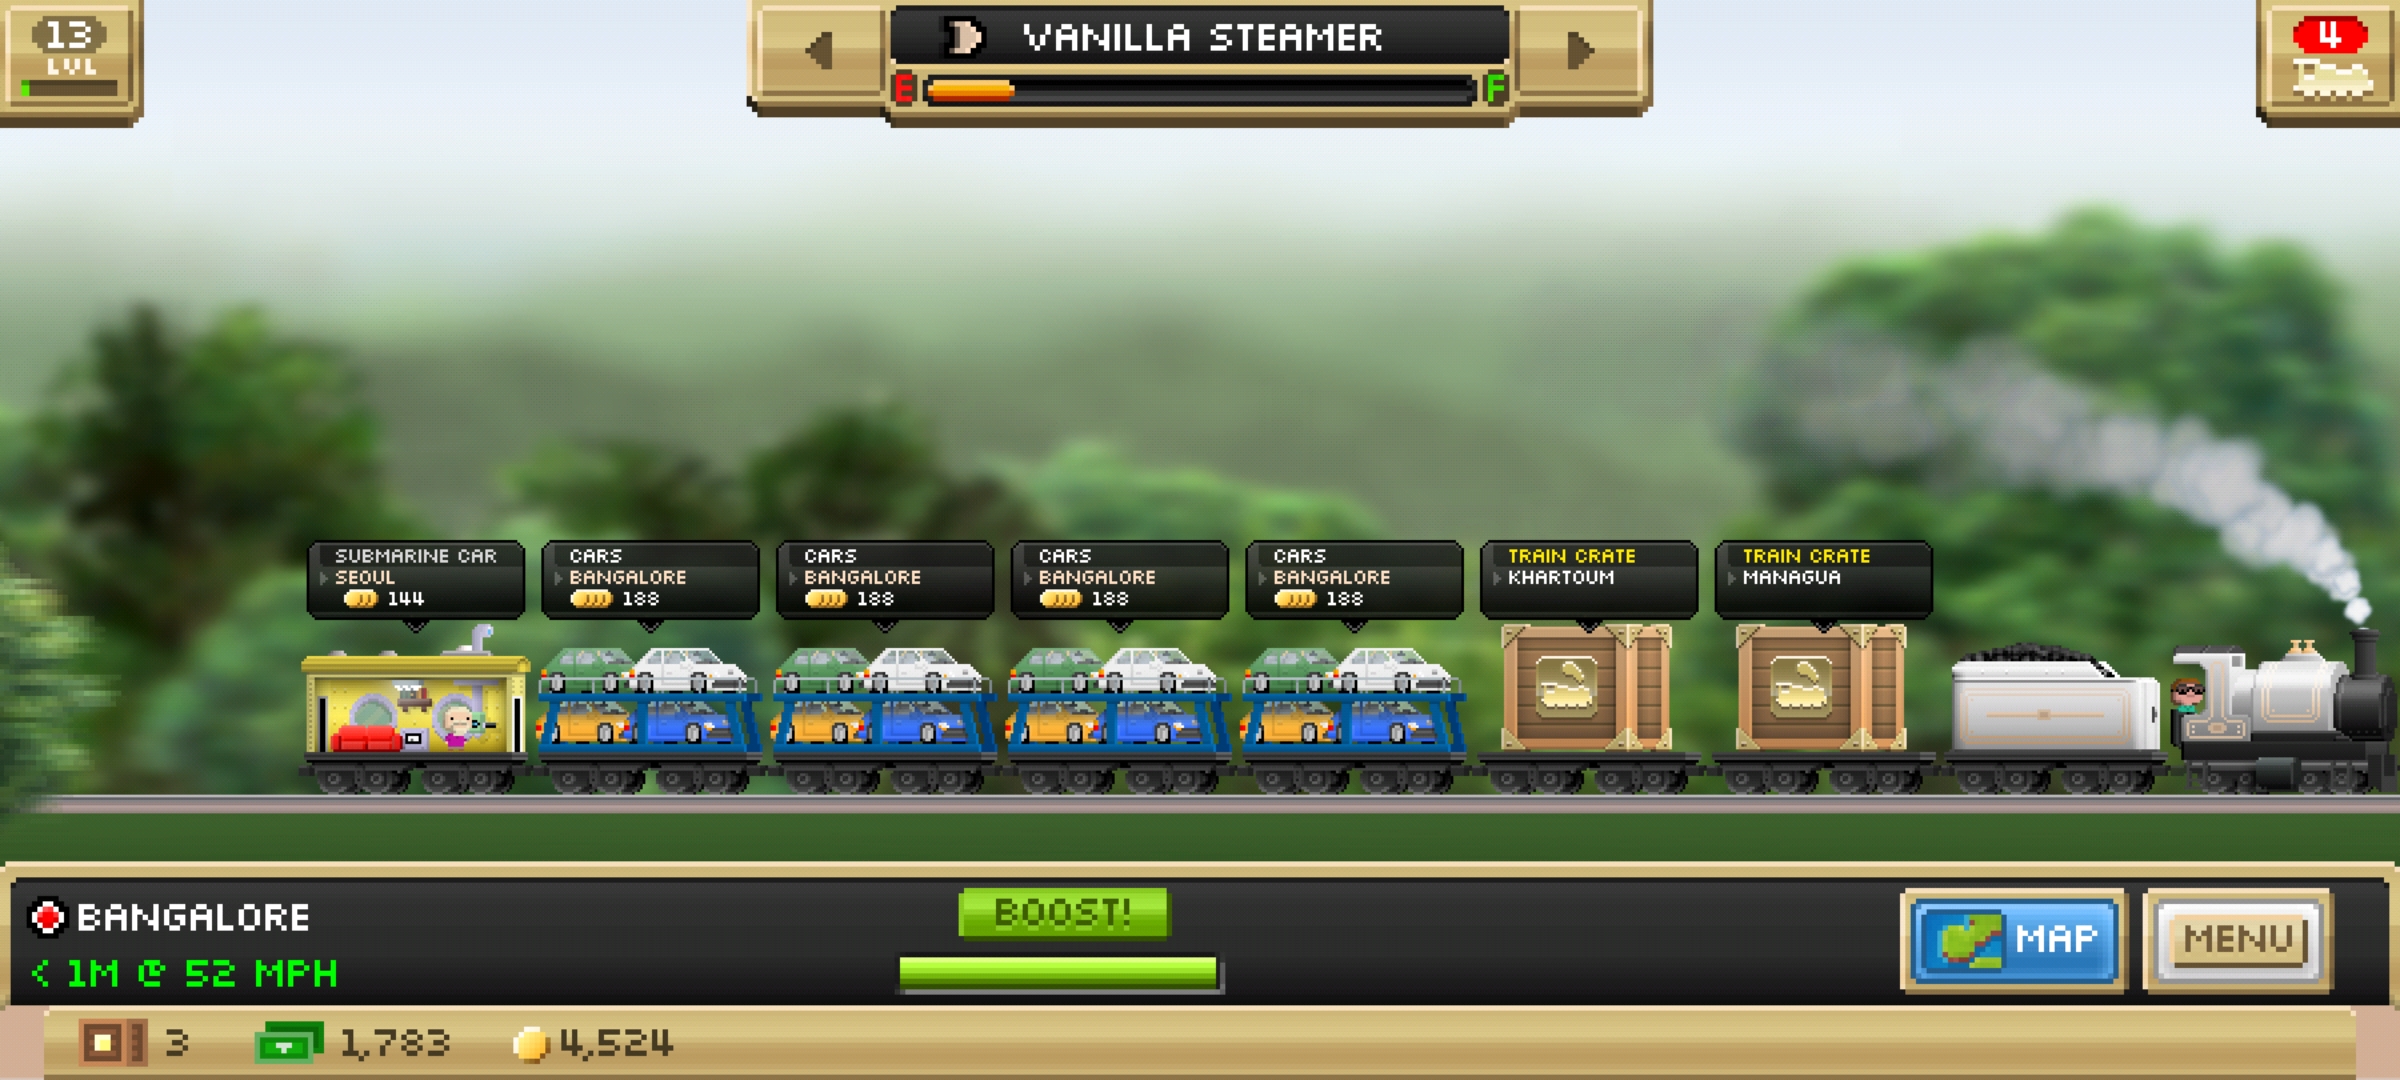 13
LVL
VANILLA STEAMER
E
F
4
SUBMARINE CAR
SEOUL
144
CARS
BANGALORE
188
CARS
BANGALORE
188
CARS
BANGALORE
188
CARS
BANGALORE
188
TRAIN CRATE
KHARTOUM
TRAIN CRATE
MANAGUA
BANGALORE
< 1M @ 52 MPH
BOOST!
MAP
MENU
3
1,783
4,524